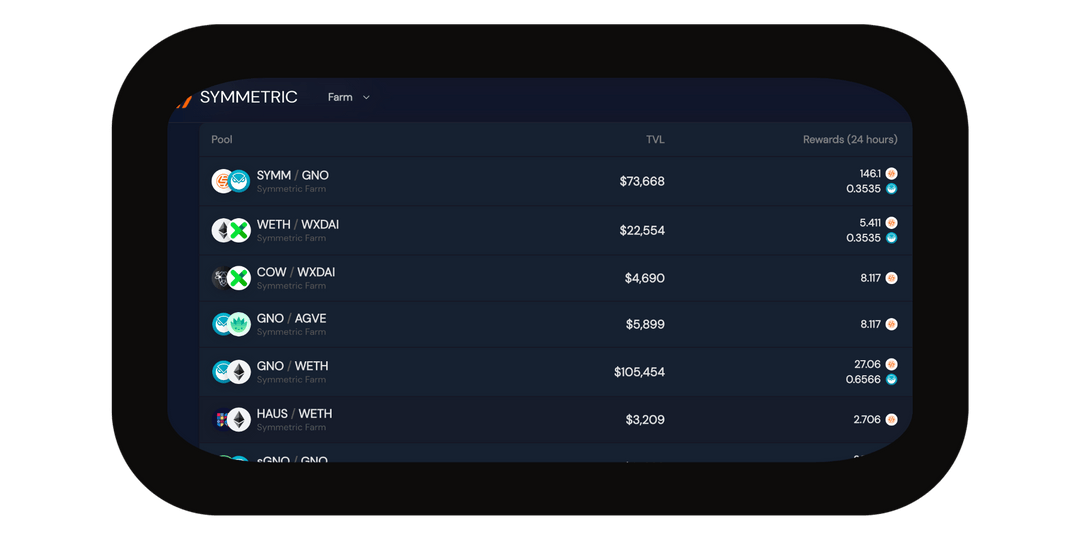 SYMMETRIC Farm
Pool TVL Rewards (24 hours)
SYMM / GNO
Symmetric Farm
$73,668
146.1
0.3535
WETH / WXDAI
Symmetric Farm
$22,554
5.411
0.3535
COW / WXDAI
Symmetric Farm
$4,690
8.117
GNO / AGVE
Symmetric Farm
$5,899
8.117
GNO / WETH
Symmetric Farm
$105,454
27.06
0.6566
HAUS / WETH
Symmetric Farm
$3,209
2.706
sGNO / GNO